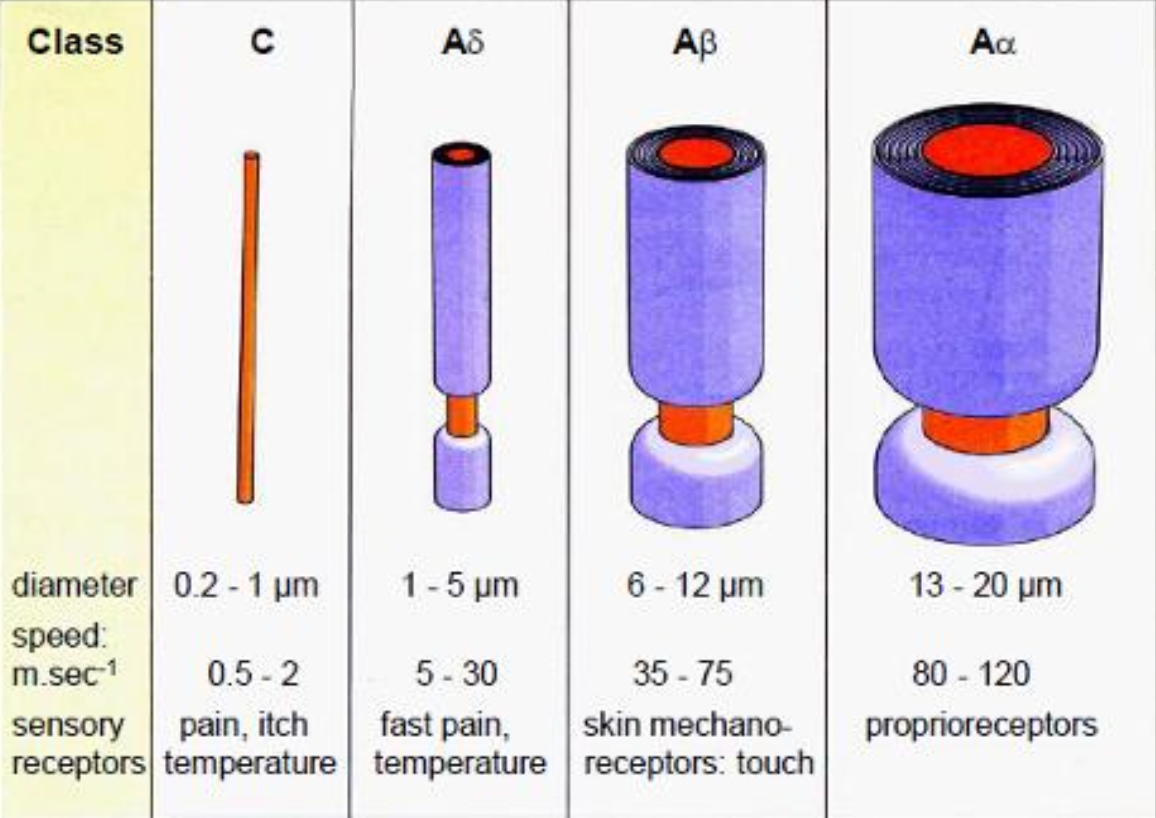 Class C Aδ Aβ Aα
diameter 0.2 - 1 µm 1 - 5 µm 6 - 12 µm 13 - 20 µm
speed:
m.sec-1 0.5 - 2 5 - 30 35 - 75 80 - 120
sensory pain, itch fast pain, skin mechano- proprioreceptors
receptors temperature temperature receptors: touch